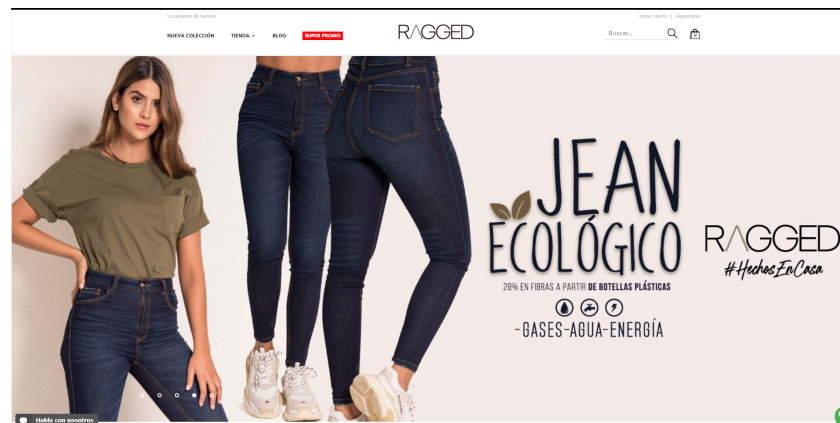 Localizador de tiendas
Iniciar sesión | Registrarse
NUEVA COLECCIÓN TIENDA BLOG SUPER PROMO
RAGGED
Buscar...
JEAN
ECOLÓGICO
28% EN FIBRAS A PARTIR DE BOTELLAS PLÁSTICAS
-GASES-AGUA-ENERGÍA
RAGGED
#HechosEnCasa
Hable con nosotros